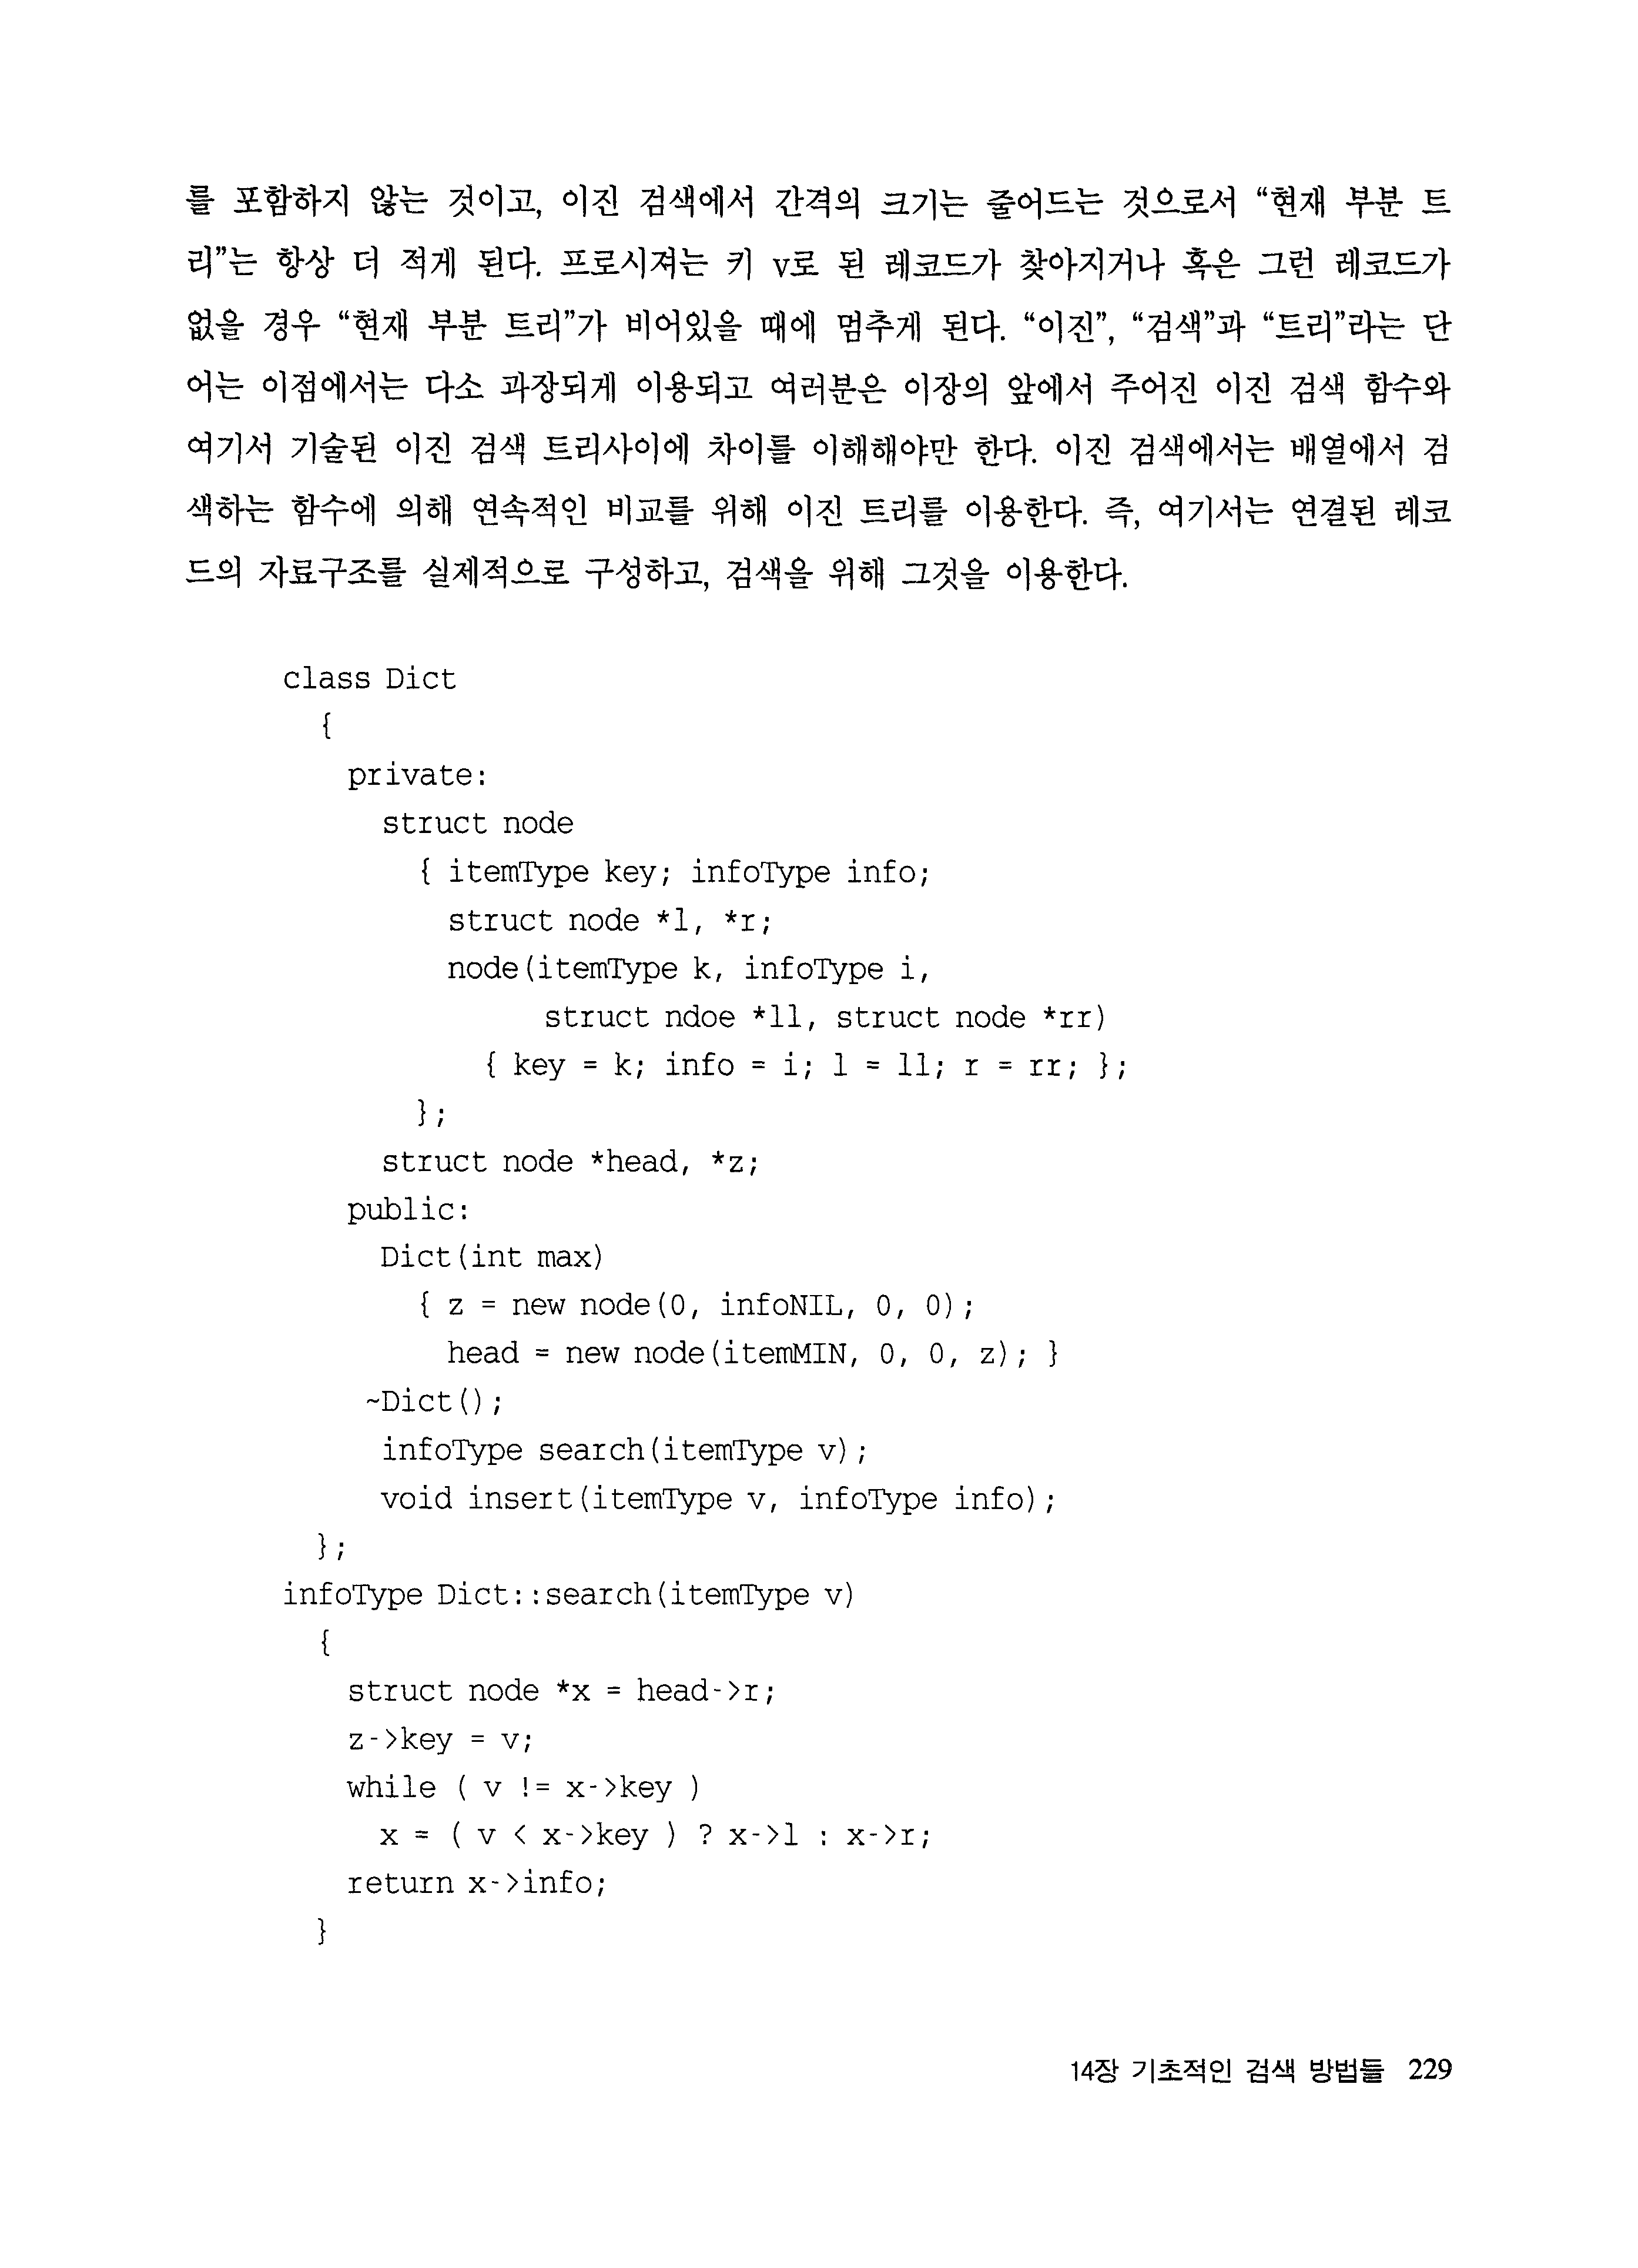 를 포함하지 않는 것이고, 이진 검색에서 간격의 크기는 줄어드는 것으로서 “현재 부분 트
리”는 항상 더 적게 된다. 프로시져는 키 v로 된 레코드가 찾아지거나 혹은 그런 레코드가
없을 경우 “현재 부분 트리”가 비어있을 때에 멈추게 된다. “이진”, “검색”과 “트리”라는 단
어는 이점에서는 다소 과장되게 이용되고 여러분은 이장의 앞에서 주어진 이진 검색 함수와
여기서 기술된 이진 검색 트리사이에 차이를 이해해야만 한다. 이진 검색에서는 배열에서 검
색하는 함수에 의해 연속적인 비교를 위해 이진 트리를 이용한다. 즉, 여기서는 연결된 레코
드의 자료구조를 실제적으로 구성하고, 검색을 위해 그것을 이용한다.
class Dict
{
private:
struct node
{ itemType key; infoType info;
struct node *l, *r;
node(itemType k, infoType i,
struct ndoe *ll, struct node *rr)
{ key = k; info = i; l = ll; r = rr; };
};
struct node *head, *z;
public:
Dict(int max)
{ z = new node(0, infoNIL, 0, 0);
head = new node(itemMIN, 0, 0, z); }
~Dict();
infoType search(itemType v);
void insert(itemType v, infoType info);
};
infoType Dict::search(itemType v)
{
struct node *x = head->r;
z->key = v;
while ( v != x->key )
x = ( v < x->key ) ? x->l : x->r;
return x->info;
}
14장 기초적인 검색 방법들 229